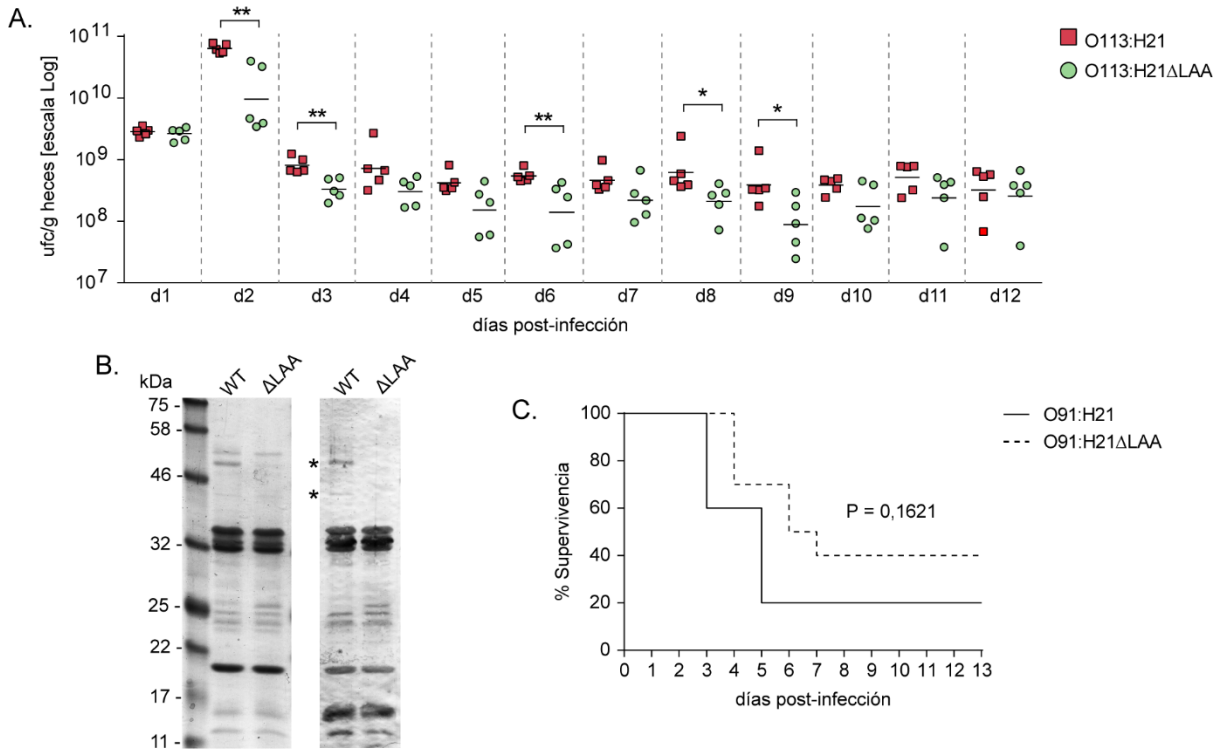 A.
ufc/g heces [escala Log]
10¹¹
10¹⁰
10⁹
10⁸
10⁷
** ** ** * *
d1 d2 d3 d4 d5 d6 d7 d8 d9 d10 d11 d12
días post-infección
O113:H21
O113:H21ΔLAA
B.
kDa WT ΔLAA WT ΔLAA
75 -
58 -
46 -
32 -
25 -
22 -
17 -
11 -
*
*
C.
% Supervivencia
100
80
60
40
20
0
0 1 2 3 4 5 6 7 8 9 10 11 12 13
días post-infección
P = 0,1621
O91:H21
O91:H21ΔLAA